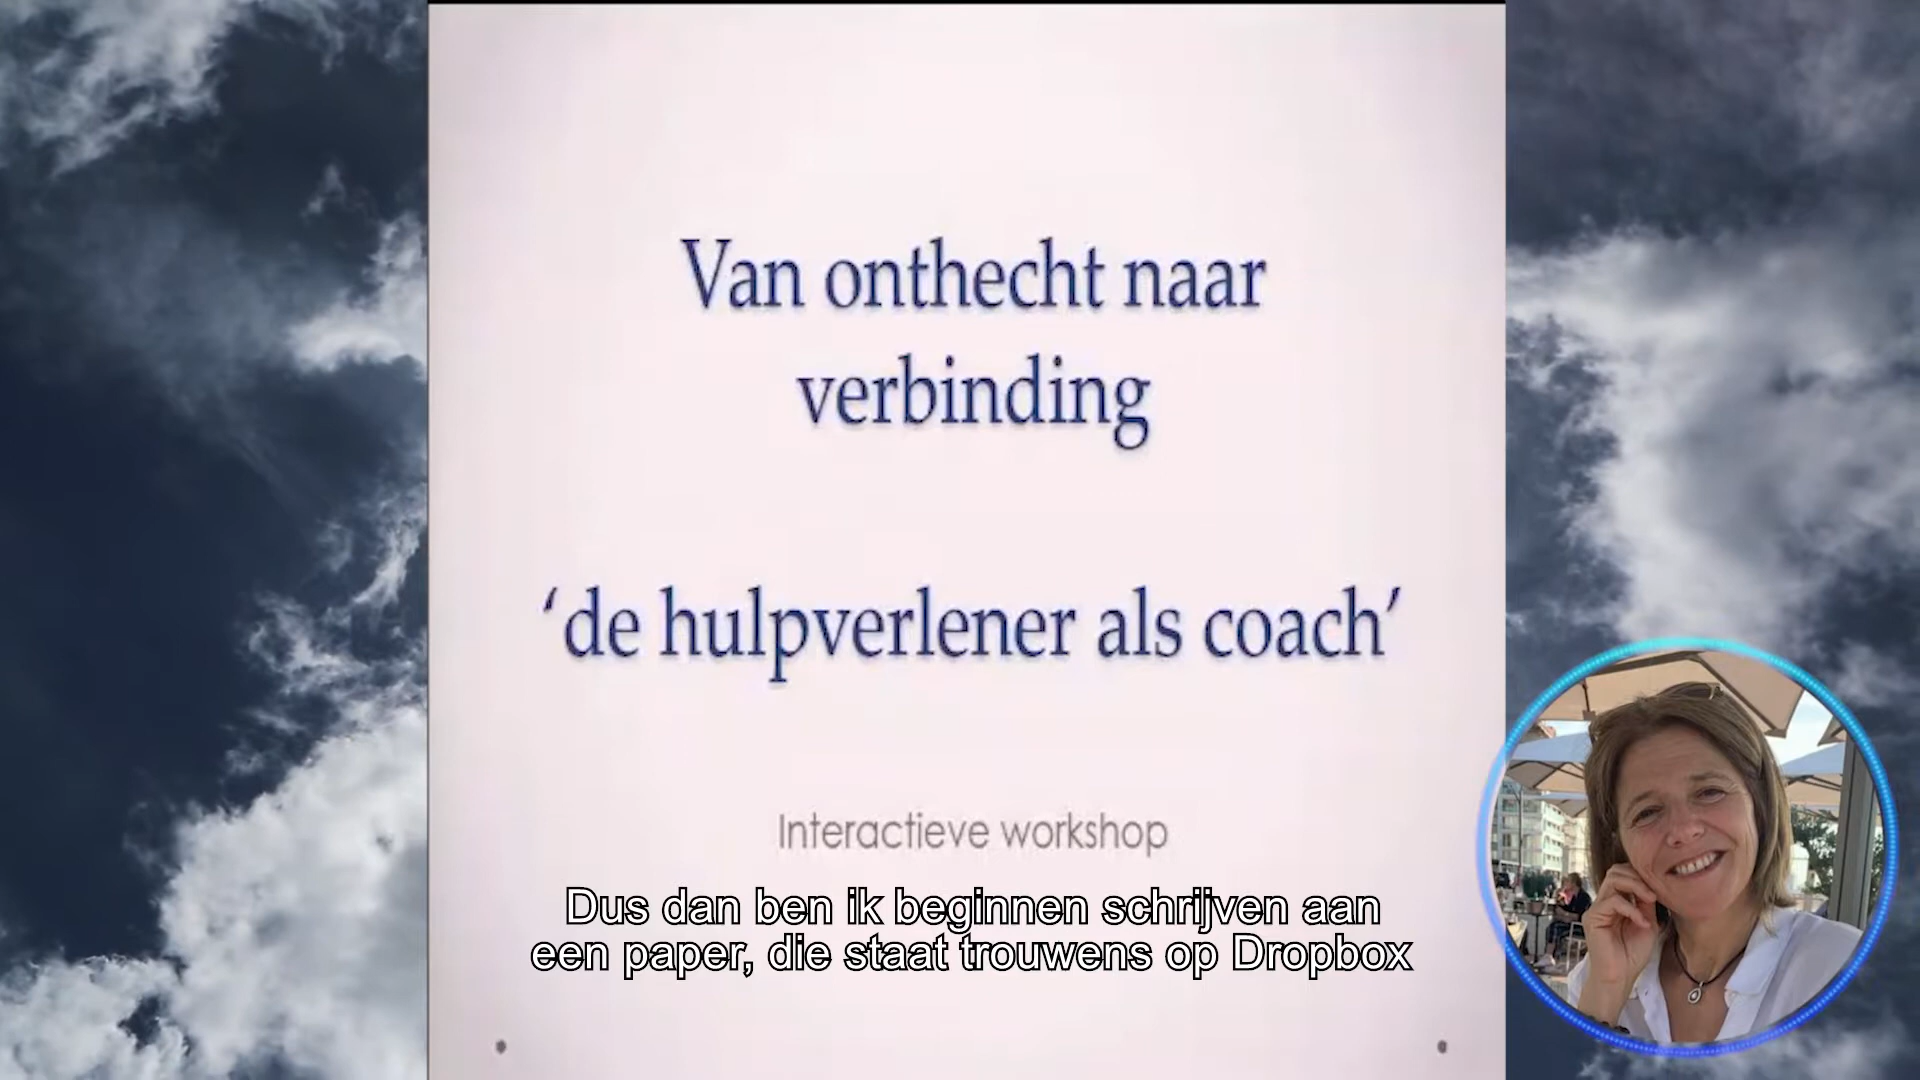 Van onthecht naar
verbinding
‘de hulpverlener als coach’
Interactieve workshop
Dus dan ben ik beginnen schrijven aan
een paper, die staat trouwens op Dropbox